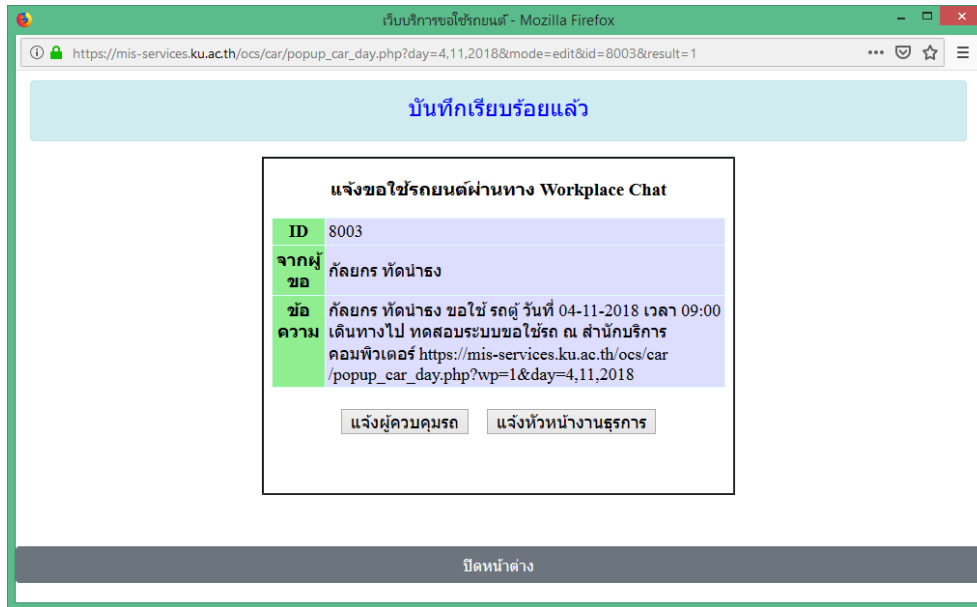 เว็บบริการขอใช้รถยนต์ - Mozilla Firefox
https://mis-services.ku.ac.th/ocs/car/popup_car_day.php?day=4,11,2018&mode=edit&id=8003&result=1
บันทึกเรียบร้อยแล้ว
แจ้งขอใช้รถยนต์ผ่านทาง Workplace Chat
ID 8003
จากผู้
ขอ
กัลยกร ทัดนำธง
ข้อ
ความ
กัลยกร ทัดนำธง ขอใช้ รถตู้ วันที่ 04-11-2018 เวลา 09:00
เดินทางไป ทดสอบระบบขอใช้รถ ณ สำนักบริการ
คอมพิวเตอร์ https://mis-services.ku.ac.th/ocs/car
/popup_car_day.php?wp=1&day=4,11,2018
แจ้งผู้ควบคุมรถ แจ้งหัวหน้างานธุรการ
ปิดหน้าต่าง